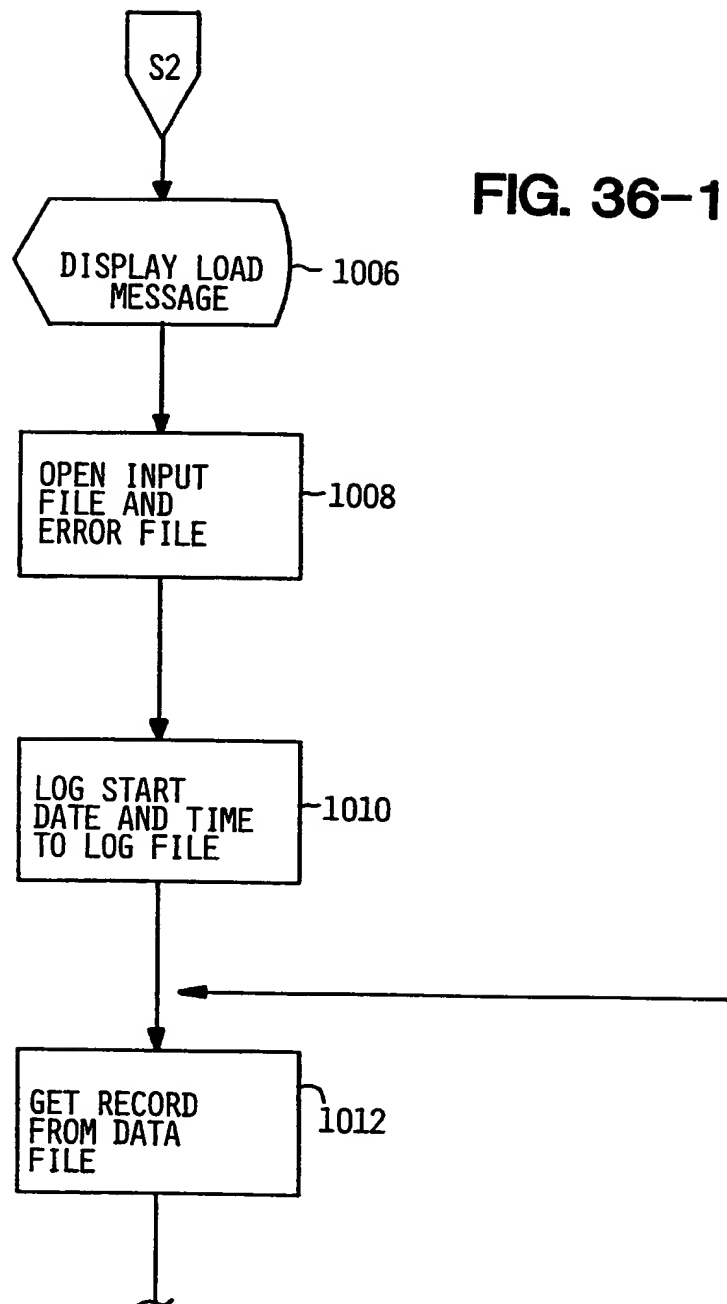 S2
FIG. 36-1
DISPLAY LOAD
MESSAGE
1006
OPEN INPUT
FILE AND
ERROR FILE
1008
LOG START
DATE AND TIME
TO LOG FILE
1010
GET RECORD
FROM DATA
FILE
1012